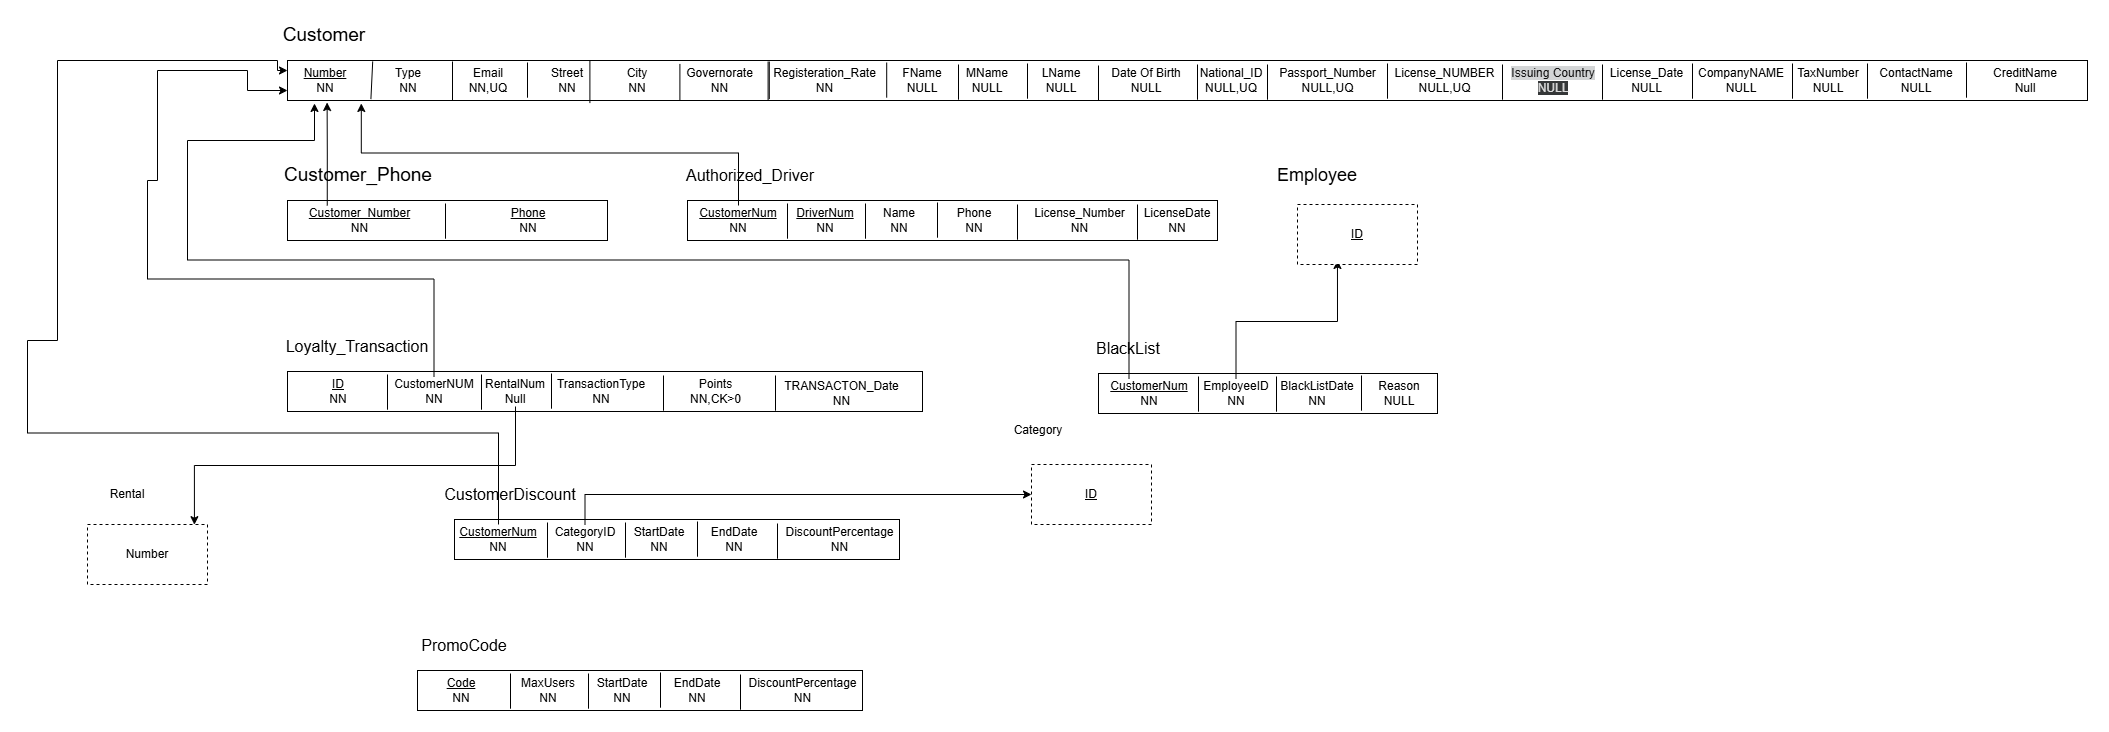 Customer
Number Type Email Street City Governorate Registeration_Rate FName MName LName Date Of Birth National_ID Passport_Number License_NUMBER Issuing Country License_Date CompanyNAME TaxNumber ContactName CreditName
NN NN NN,UQ NN NN NN NN NULL NULL NULL NULL NULL,UQ NULL,UQ NULL,UQ NULL NULL NULL NULL NULL Null
Customer_Phone Authorized_Driver Employee
Customer_Number Phone CustomerNum DriverNum Name Phone License_Number LicenseDate
NN NN NN NN NN NN NN NN
ID
Loyalty_Transaction BlackList
ID CustomerNUM RentalNum TransactionType Points TRANSACTON_Date CustomerNum EmployeeID BlackListDate Reason
NN NN Null NN NN,CK>0 NN NN NN NN NULL
Category
Rental CustomerDiscount ID
CustomerNum CategoryID StartDate EndDate DiscountPercentage
NN NN NN NN NN
Number
PromoCode
Code MaxUsers StartDate EndDate DiscountPercentage
NN NN NN NN NN